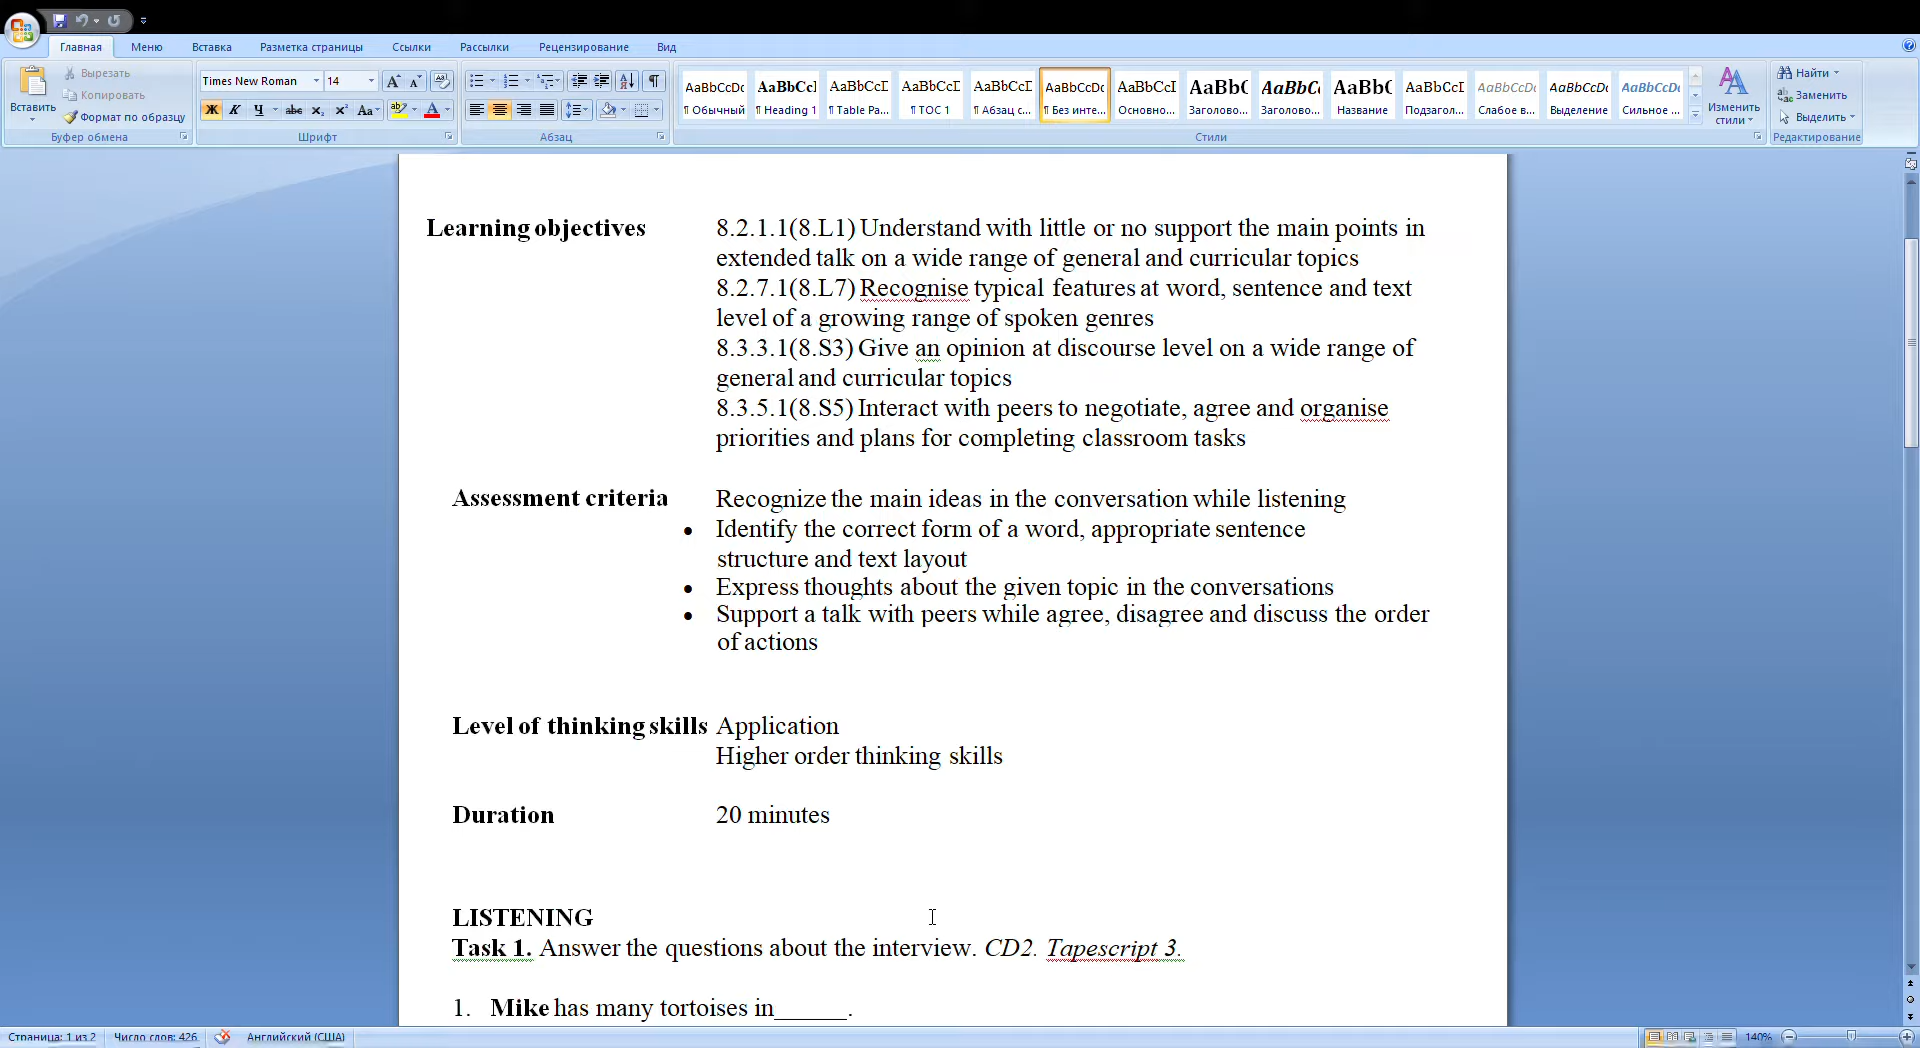 Главная Меню Вставка Разметка страницы Ссылки Рассылки Рецензирование Вид
Вставить
Вырезать
Копировать
Формат по образцу
Буфер обмена
Times New Roman 14
Ж К Ч abc x₂ x² Aa
Шрифт
Абзац
AaBbCcDc AaBbCcI AaBbCcI AaBbCcI AaBbCcI AaBbCcDc AaBbCcI AaBbC AaBbCc AaBbC AaBbCcI AaBbCcDc AaBbCcDc AaBbCcDc
¶ Обычный ¶ Heading 1 ¶ Table Pa... ¶ TOC 1 ¶ Абзац с... ¶ Без инте... Основно... Заголово... Заголово... Название Подзагол... Слабое в... Выделение Сильное ...
Стили
Изменить
стили
Найти
Заменить
Выделить
Редактирование
Learning objectives 8.2.1.1(8.L1) Understand with little or no support the main points in
extended talk on a wide range of general and curricular topics
8.2.7.1(8.L7) Recognise typical features at word, sentence and text
level of a growing range of spoken genres
8.3.3.1(8.S3) Give an opinion at discourse level on a wide range of
general and curricular topics
8.3.5.1(8.S5) Interact with peers to negotiate, agree and organise
priorities and plans for completing classroom tasks
Assessment criteria Recognize the main ideas in the conversation while listening
• Identify the correct form of a word, appropriate sentence
structure and text layout
• Express thoughts about the given topic in the conversations
• Support a talk with peers while agree, disagree and discuss the order
of actions
Level of thinking skills Application
Higher order thinking skills
Duration 20 minutes
LISTENING
Task 1. Answer the questions about the interview. CD2. Tapescript 3.
1. Mike has many tortoises in______.
Страница: 1 из 2 Число слов: 426 Английский (США) 140%